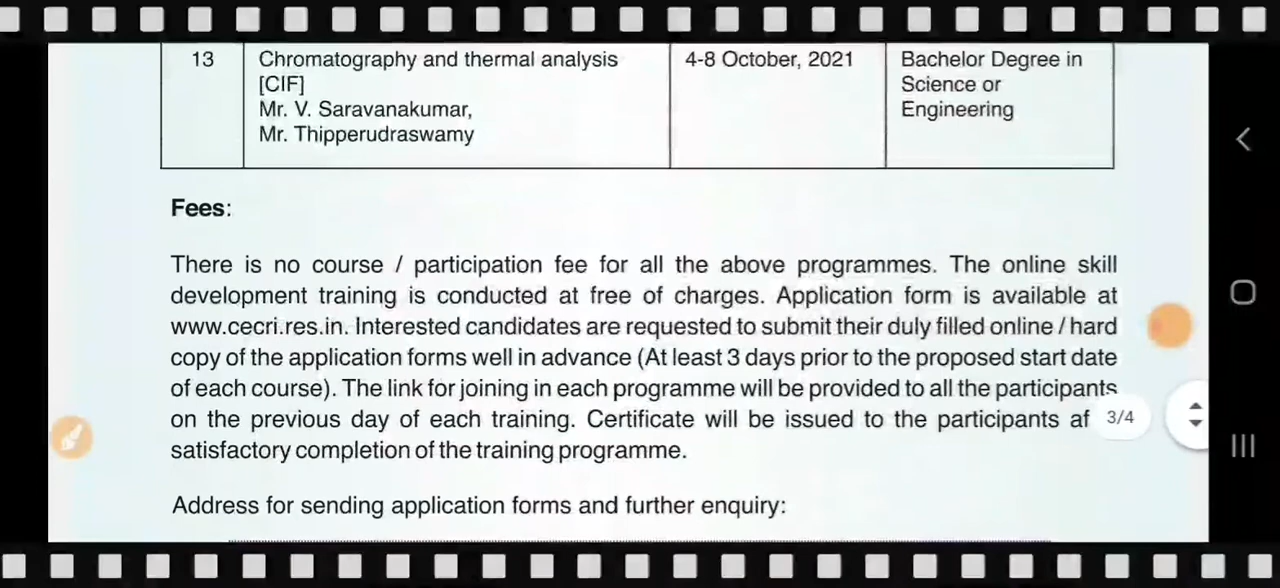 13 Chromatography and thermal analysis 4-8 October, 2021 Bachelor Degree in
[CIF] Science or
Mr. V. Saravanakumar, Engineering
Mr. Thipperudraswamy
Fees:
There is no course / participation fee for all the above programmes. The online skill
development training is conducted at free of charges. Application form is available at
www.cecri.res.in. Interested candidates are requested to submit their duly filled online / hard
copy of the application forms well in advance (At least 3 days prior to the proposed start date
of each course). The link for joining in each programme will be provided to all the participants
on the previous day of each training. Certificate will be issued to the participants af
3/4
satisfactory completion of the training programme.
Address for sending application forms and further enquiry: